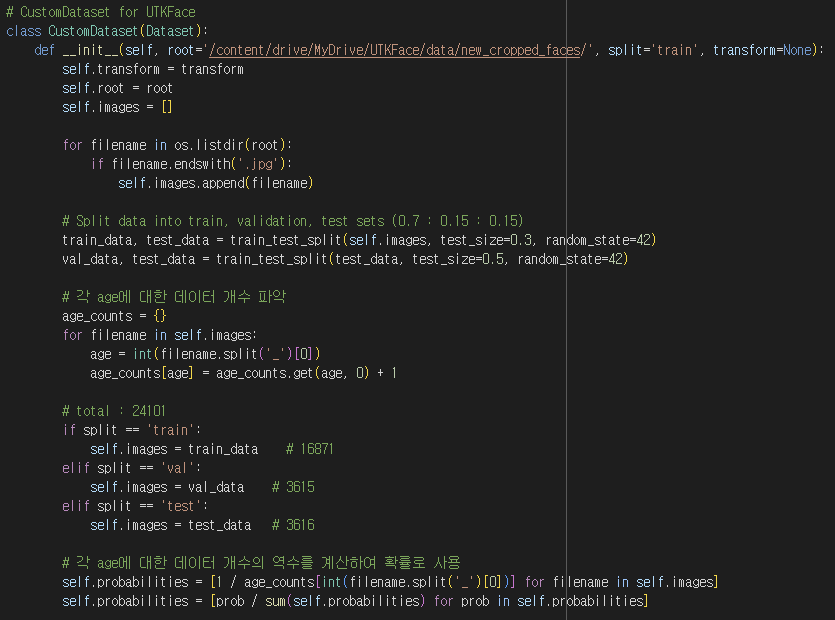 # CustomDataset for UTKFace
class CustomDataset(Dataset):
    def __init__(self, root='/content/drive/MyDrive/UTKFace/data/new_cropped_faces/', split='train', transform=None):
        self.transform = transform
        self.root = root
        self.images = []

        for filename in os.listdir(root):
            if filename.endswith('.jpg'):
                self.images.append(filename)

        # Split data into train, validation, test sets (0.7 : 0.15 : 0.15)
        train_data, test_data = train_test_split(self.images, test_size=0.3, random_state=42)
        val_data, test_data = train_test_split(test_data, test_size=0.5, random_state=42)

        # 각 age에 대한 데이터 개수 파악
        age_counts = {}
        for filename in self.images:
            age = int(filename.split('_')[0])
            age_counts[age] = age_counts.get(age, 0) + 1

        # total : 24101
        if split == 'train':
            self.images = train_data    # 16871
        elif split == 'val':
            self.images = val_data    # 3615
        elif split == 'test':
            self.images = test_data   # 3616

        # 각 age에 대한 데이터 개수의 역수를 계산하여 확률로 사용
        self.probabilities = [1 / age_counts[int(filename.split('_')[0])] for filename in self.images]
        self.probabilities = [prob / sum(self.probabilities) for prob in self.probabilities]